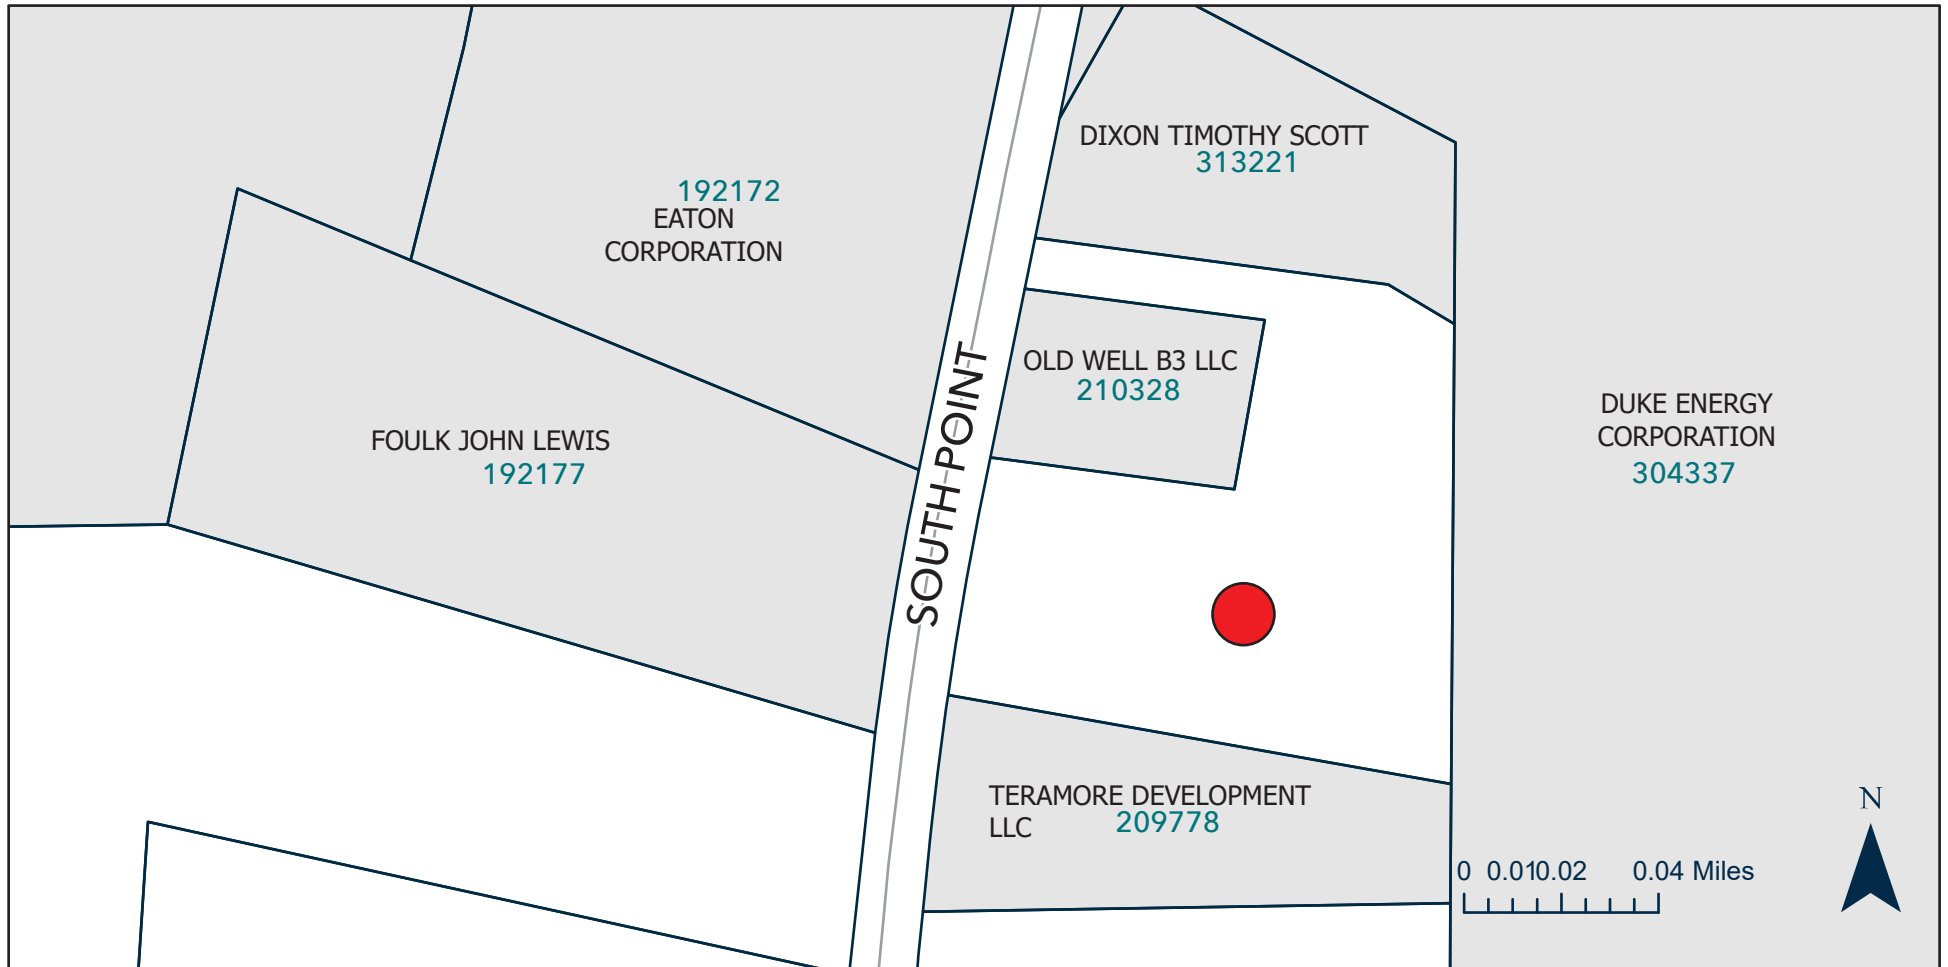 DIXON TIMOTHY SCOTT
313221
192172
EATON
CORPORATION
SOUTH POINT
OLD WELL B3 LLC
210328
DUKE ENERGY
CORPORATION
304337
FOULK JOHN LEWIS
192177
TERAMORE DEVELOPMENT
LLC 209778
N
0 0.010.02 0.04 Miles